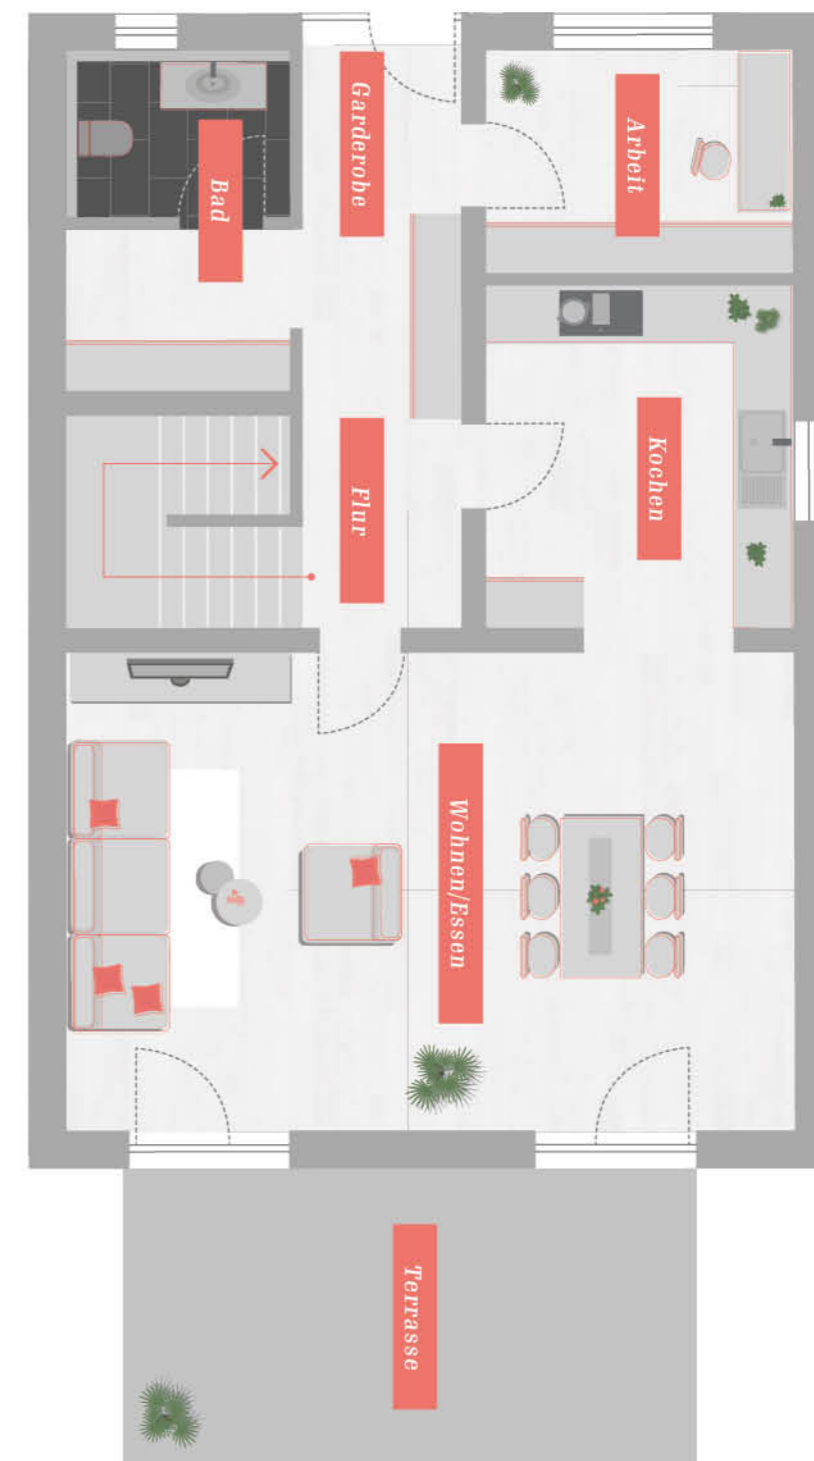 Garderobe
Arbeit
Bad
Kochen
Flur
Wohnen/Essen
Terrasse